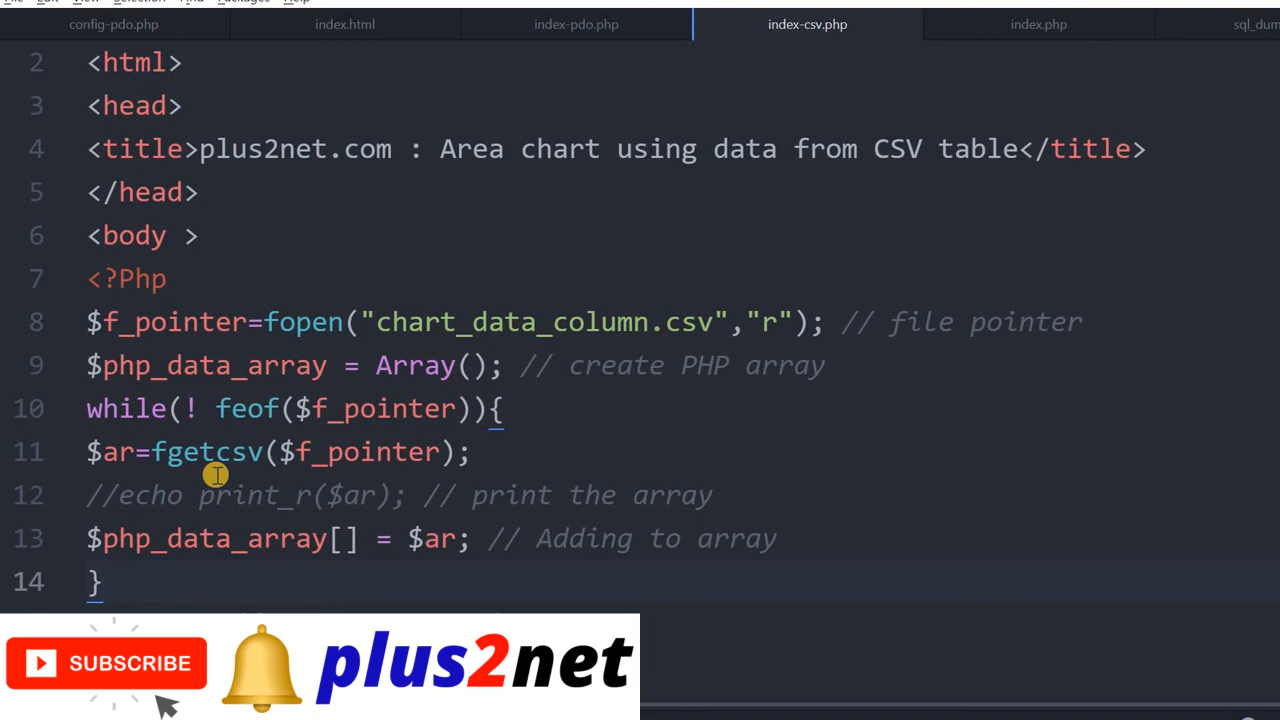 config-pdo.php index.html index-pdo.php index-csv.php index.php sql_dum
2 <html>
3 <head>
4 <title>plus2net.com : Area chart using data from CSV table</title>
5 </head>
6 <body >
7 <?Php
8 $f_pointer=fopen("chart_data_column.csv","r"); // file pointer
9 $php_data_array = Array(); // create PHP array
10 while(! feof($f_pointer)){
11 $ar=fgetcsv($f_pointer);
12 //echo print_r($ar); // print the array
13 $php_data_array[] = $ar; // Adding to array
14 }
SUBSCRIBE plus2net